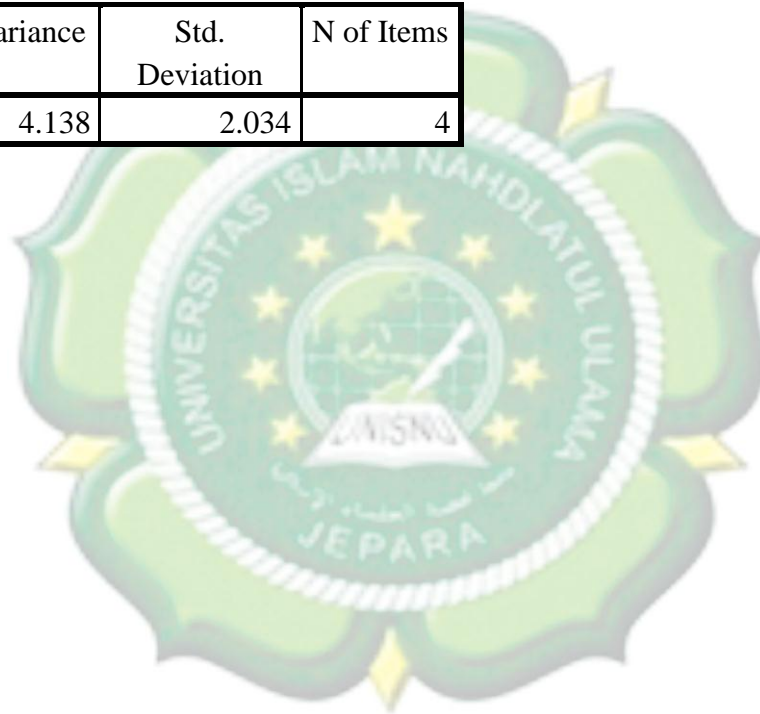 ariance Std. Deviation N of Items
4.138 2.034 4
UNIVERSITAS ISLAM NAHDLATUL ULAMA
UNISNU
JEPARA